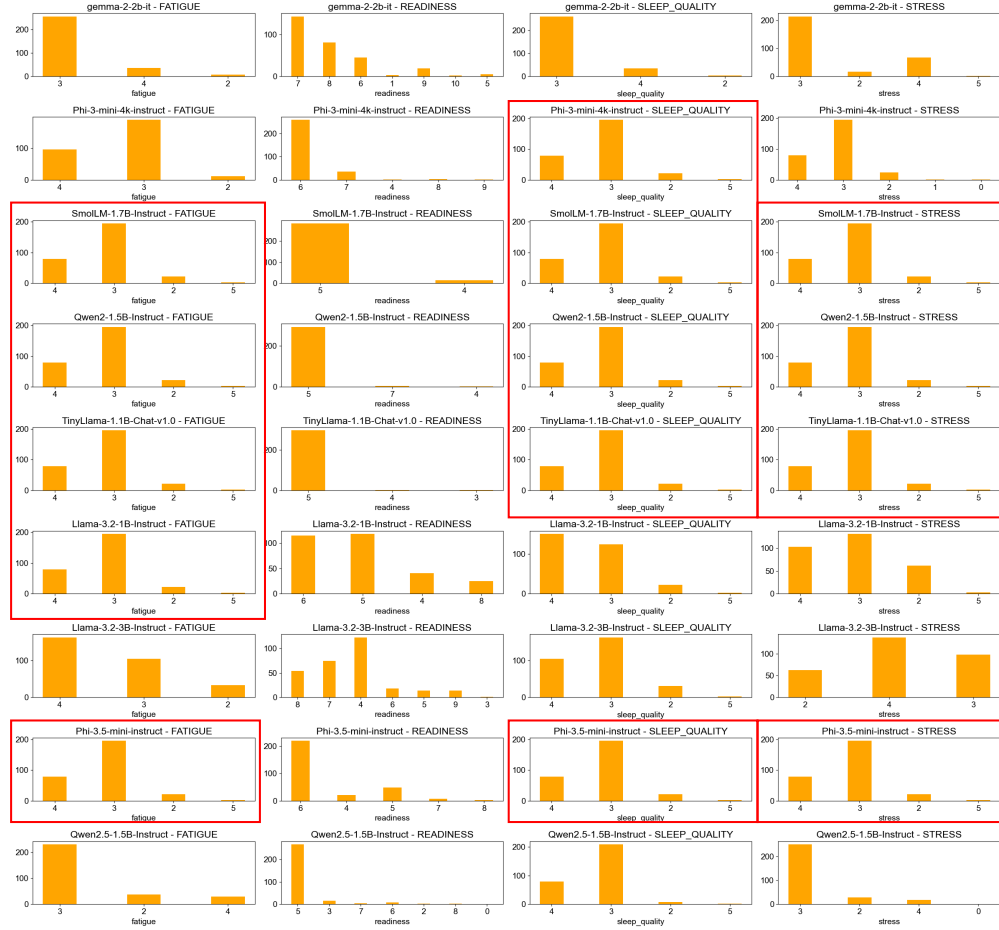 gemma-2-2b-it - FATIGUE
200
100
0
3 4 2
fatigue
gemma-2-2b-it - READINESS
100
0
7 8 6 1 9 10 5
readiness
gemma-2-2b-it - SLEEP_QUALITY
200
100
0
3 4 2
sleep_quality
gemma-2-2b-it - STRESS
200
100
0
3 2 4 5
stress
Phi-3-mini-4k-instruct - FATIGUE
100
0
4 3 2
fatigue
Phi-3-mini-4k-instruct - READINESS
200
100
0
6 7 4 8 9
readiness
Phi-3-mini-4k-instruct - SLEEP_QUALITY
200
100
0
4 3 2 5
sleep_quality
Phi-3-mini-4k-instruct - STRESS
200
100
0
4 3 2 1 0
stress
SmolLM-1.7B-Instruct - FATIGUE
200
100
0
4 3 2 5
fatigue
SmolLM-1.7B-Instruct - READINESS
200
100
0
5 4
readiness
SmolLM-1.7B-Instruct - SLEEP_QUALITY
200
100
0
4 3 2 5
sleep_quality
SmolLM-1.7B-Instruct - STRESS
200
100
0
4 3 2 5
stress
Qwen2-1.5B-Instruct - FATIGUE
200
100
0
4 3 2 5
fatigue
Qwen2-1.5B-Instruct - READINESS
200
0
5 7 4
readiness
Qwen2-1.5B-Instruct - SLEEP_QUALITY
200
100
0
4 3 2 5
sleep_quality
Qwen2-1.5B-Instruct - STRESS
200
100
0
4 3 2 5
stress
TinyLlama-1.1B-Chat-v1.0 - FATIGUE
200
100
0
4 3 2 5
fatigue
TinyLlama-1.1B-Chat-v1.0 - READINESS
200
0
5 4 3
readiness
TinyLlama-1.1B-Chat-v1.0 - SLEEP_QUALITY
200
100
0
4 3 2 5
sleep_quality
TinyLlama-1.1B-Chat-v1.0 - STRESS
200
100
0
4 3 2 5
stress
Llama-3.2-1B-Instruct - FATIGUE
200
100
0
4 3 2 5
fatigue
Llama-3.2-1B-Instruct - READINESS
100
50
0
6 5 4 8
readiness
Llama-3.2-1B-Instruct - SLEEP_QUALITY
100
0
4 3 2 5
sleep_quality
Llama-3.2-1B-Instruct - STRESS
100
50
0
4 3 2 5
stress
Llama-3.2-3B-Instruct - FATIGUE
100
0
4 3 2
fatigue
Llama-3.2-3B-Instruct - READINESS
100
50
0
8 7 4 6 5 9 3
readiness
Llama-3.2-3B-Instruct - SLEEP_QUALITY
100
0
4 3 2 5
sleep_quality
Llama-3.2-3B-Instruct - STRESS
100
50
0
2 4 3
stress
Phi-3.5-mini-instruct - FATIGUE
200
100
0
4 3 2 5
fatigue
Phi-3.5-mini-instruct - READINESS
200
100
0
6 4 5 7 8
readiness
Phi-3.5-mini-instruct - SLEEP_QUALITY
200
100
0
4 3 2 5
sleep_quality
Phi-3.5-mini-instruct - STRESS
200
100
0
4 3 2 5
stress
Qwen2.5-1.5B-Instruct - FATIGUE
200
100
0
3 2 4
fatigue
Qwen2.5-1.5B-Instruct - READINESS
200
100
0
5 3 7 6 2 8 0
readiness
Qwen2.5-1.5B-Instruct - SLEEP_QUALITY
200
100
0
4 3 2 5
sleep_quality
Qwen2.5-1.5B-Instruct - STRESS
200
100
0
3 2 4 0
stress